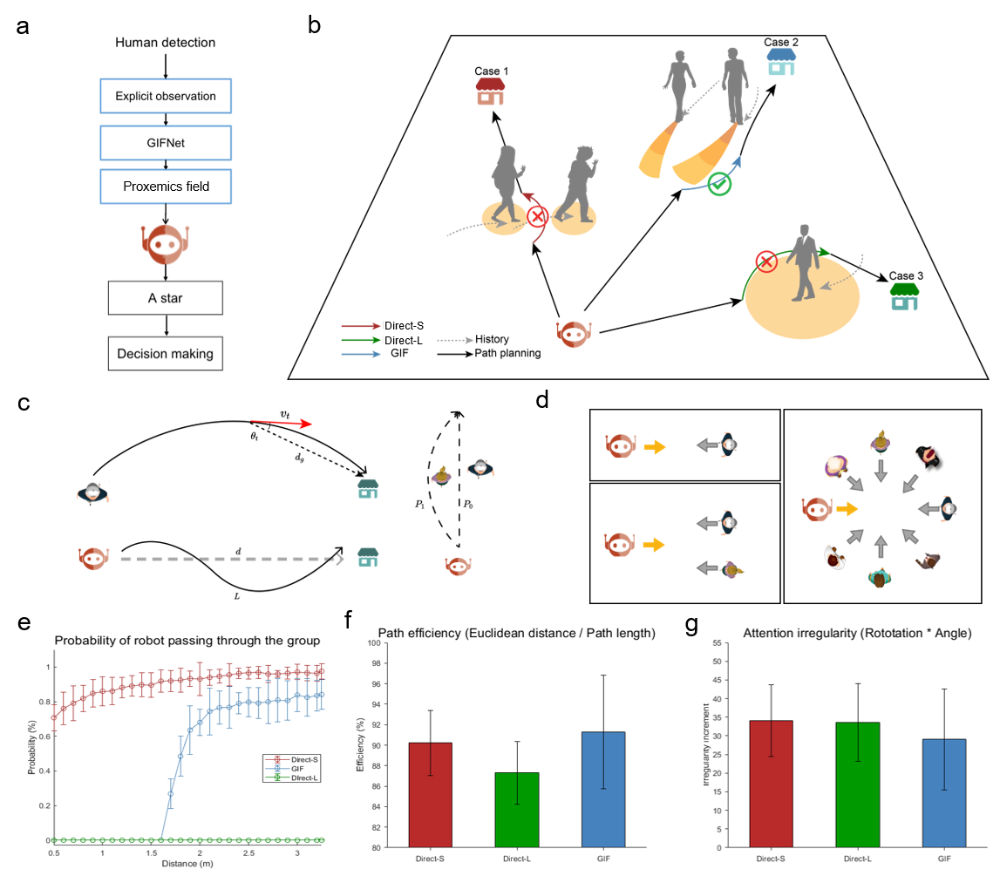 a
Human detection
Explicit observation
GIFNet
Proxemics field
A star
Decision making
b
Case 1
Case 2
Case 3
Direct-S
Direct-L
GIF
History
Path planning
c
v_t
θ_t
d_g
d
L
P_1
P_0
d
e
Probability of robot passing through the group
Probability (%)
1
0.8
0.6
0.4
0.2
0
0.5
1
1.5
2
2.5
3
Distance (m)
Direct-S
GIF
DIrect-L
f
Path efficiency (Euclidean distance / Path length)
Efficiency (%)
100
98
96
94
92
90
88
86
84
82
80
Direct-S
Direct-L
GIF
g
Attention irregularity (Rototation * Angle)
Irregularity increment
55
50
45
40
35
30
25
20
15
10
5
0
Direct-S
Direct-L
GIF